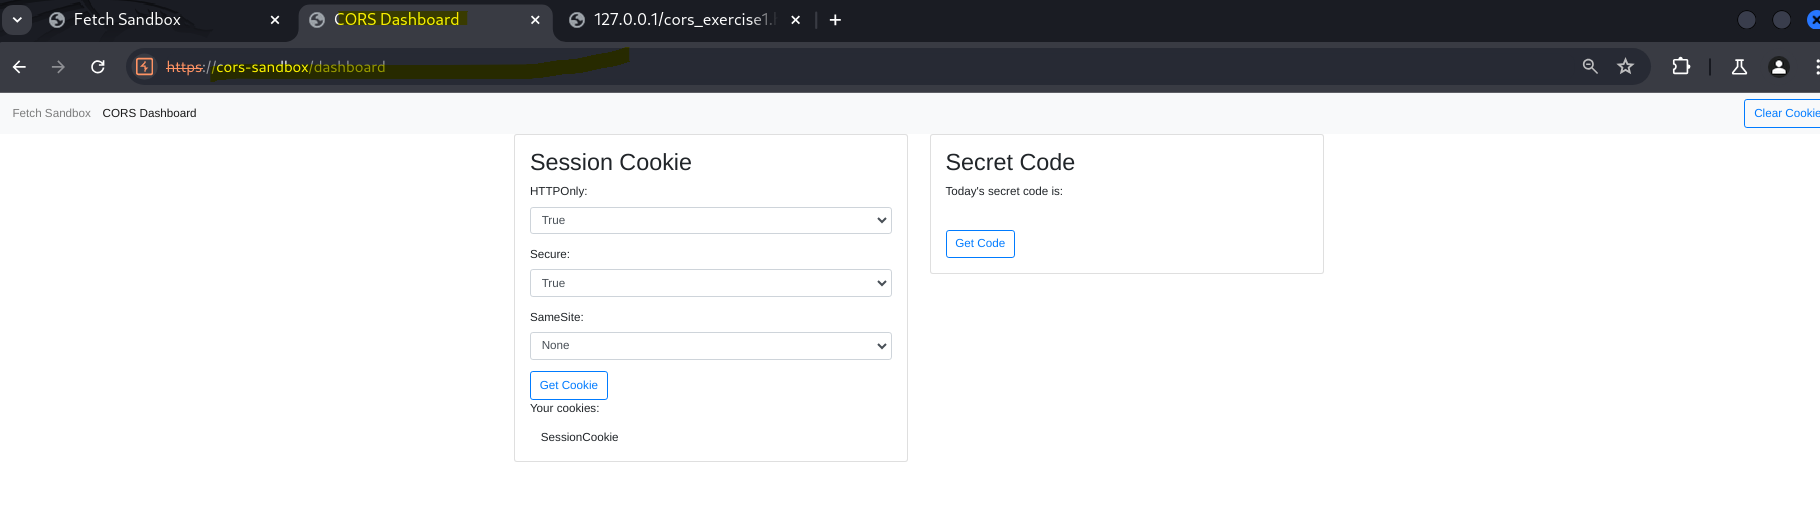 Fetch Sandbox
CORS Dashboard
127.0.0.1/cors_exercise1.
https://cors-sandbox/dashboard
Fetch Sandbox CORS Dashboard
Clear Cookie
Session Cookie
HTTPOnly:
True
Secure:
True
SameSite:
None
Get Cookie
Your cookies:
SessionCookie
Secret Code
Today's secret code is:
Get Code